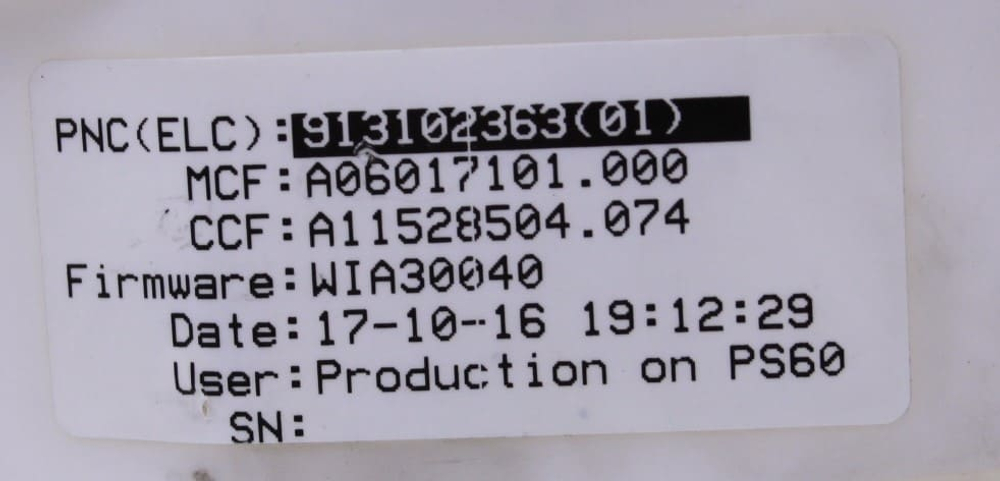 PNC(ELC):913102363(01)
MCF:A06017101.000
CCF:A11528504.074
Firmware:WIA30040
Date:17-10-16 19:12:29
User:Production on PS60
SN: